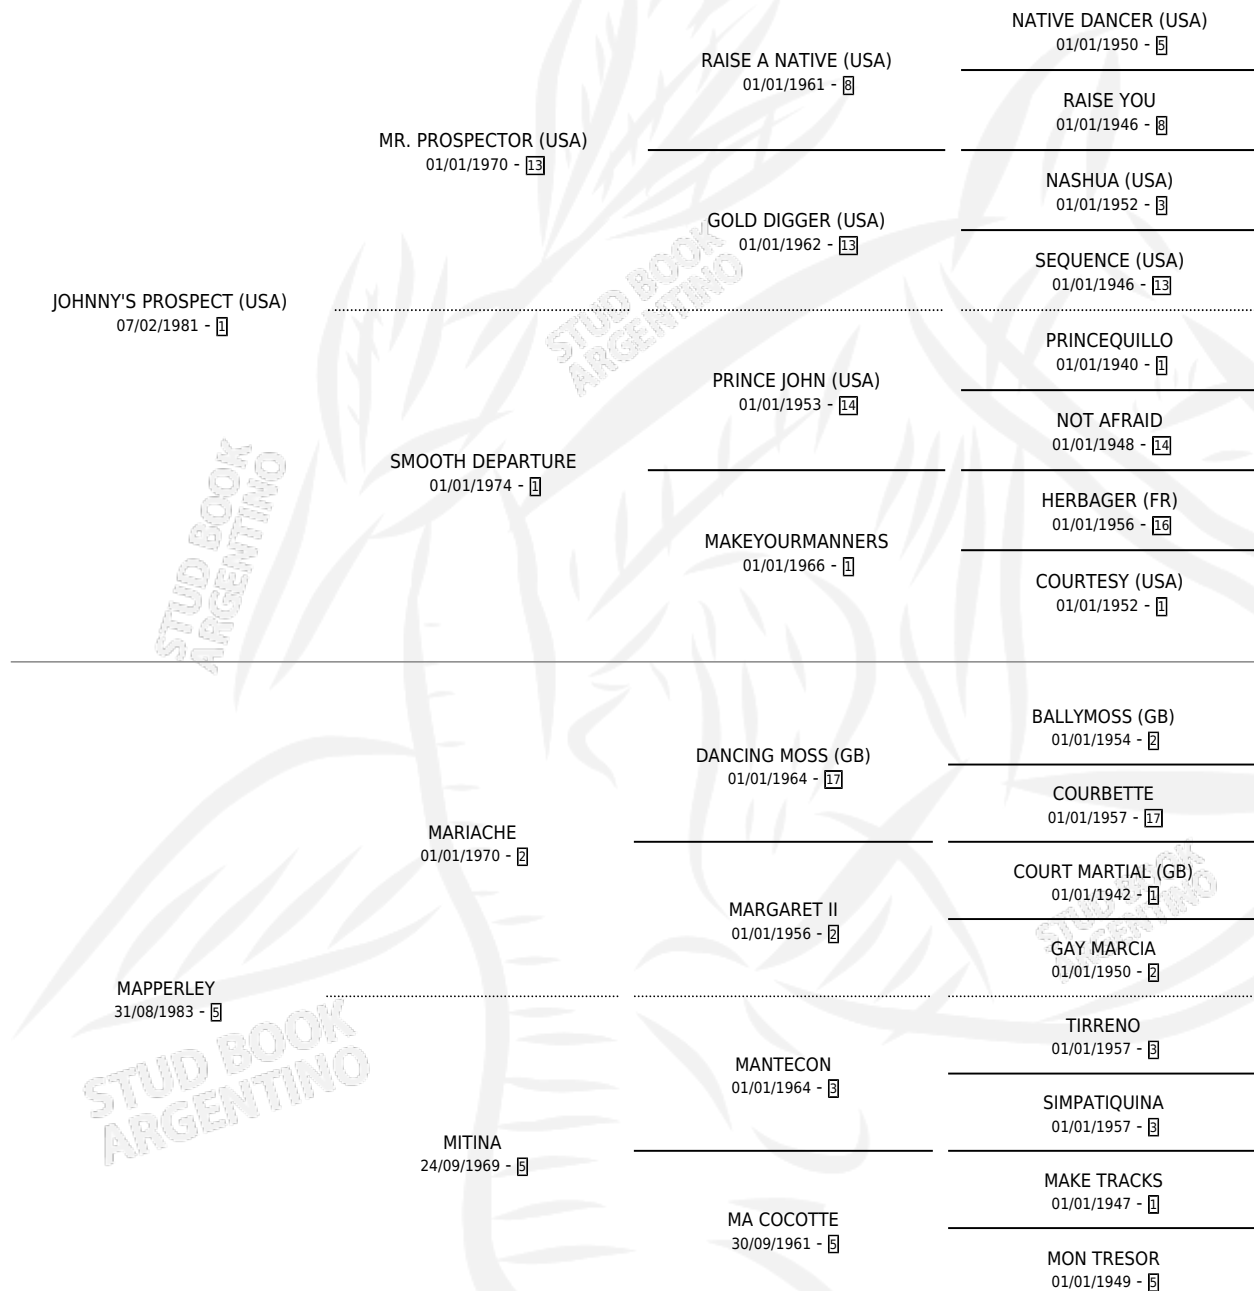 NATIVE DANCER (USA)
01/01/1950 - 5
RAISE A NATIVE (USA)
01/01/1961 - 8
RAISE YOU
01/01/1946 - 8
MR. PROSPECTOR (USA)
01/01/1970 - 13
NASHUA (USA)
01/01/1952 - 3
GOLD DIGGER (USA)
01/01/1962 - 13
SEQUENCE (USA)
01/01/1946 - 13
JOHNNY'S PROSPECT (USA)
07/02/1981 - 1
PRINCEQUILLO
01/01/1940 - 1
PRINCE JOHN (USA)
01/01/1953 - 14
NOT AFRAID
01/01/1948 - 14
SMOOTH DEPARTURE
01/01/1974 - 1
HERBAGER (FR)
01/01/1956 - 16
MAKEYOURMANNERS
01/01/1966 - 1
COURTESY (USA)
01/01/1952 - 1
BALLYMOSS (GB)
01/01/1954 - 2
DANCING MOSS (GB)
01/01/1964 - 17
COURBETTE
01/01/1957 - 17
MARIACHE
01/01/1970 - 2
COURT MARTIAL (GB)
01/01/1942 - 1
MARGARET II
01/01/1956 - 2
GAY MARCIA
01/01/1950 - 2
MAPPERLEY
31/08/1983 - 5
TIRRENO
01/01/1957 - 3
MANTECON
01/01/1964 - 3
SIMPATIQUINA
01/01/1957 - 3
MITINA
24/09/1969 - 5
MAKE TRACKS
01/01/1947 - 1
MA COCOTTE
30/09/1961 - 5
MON TRESOR
01/01/1949 - 5
STUD BOOK
ARGENTINO
STUD BOOK
ARGENTINO
STUD BOOK
ARGENTINO
STUD BOOK
ARGENTINO